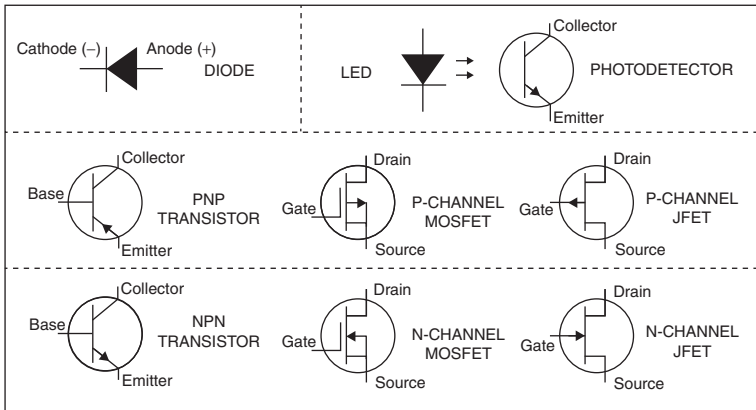 Cathode (–) Anode (+)
DIODE
LED
Collector
PHOTODETECTOR
Emitter
Collector
Base
PNP
TRANSISTOR
Emitter
Drain
Gate
P-CHANNEL
MOSFET
Source
Drain
Gate
P-CHANNEL
JFET
Source
Collector
Base
NPN
TRANSISTOR
Emitter
Drain
Gate
N-CHANNEL
MOSFET
Source
Drain
Gate
N-CHANNEL
JFET
Source